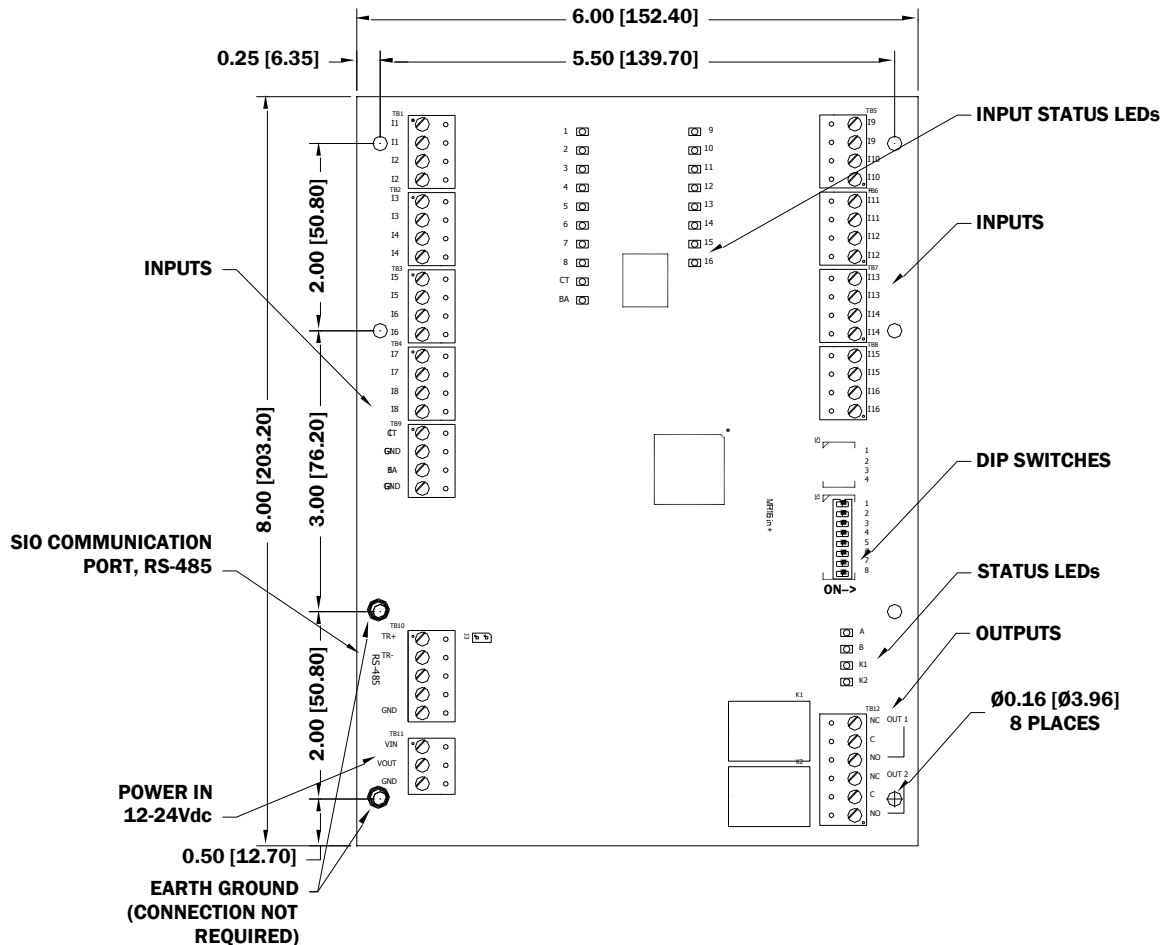 6.00 [152.40]
0.25 [6.35]
5.50 [139.70]
8.00 [203.20]
2.00 [50.80]
3.00 [76.20]
2.00 [50.80]
0.50 [12.70]
INPUTS
SIO COMMUNICATION
PORT, RS-485
POWER IN
12-24Vdc
EARTH GROUND
(CONNECTION NOT
REQUIRED)
TB1
I1
I1
I2
I2
TB2
I3
I3
I4
I4
TB3
I5
I5
I6
I6
TB4
I7
I7
I8
I8
TB9
CT
GND
BA
GND
TB10
TR+
TR-
RS-485
GND
J3
TB11
VIN
VOUT
GND
1
2
3
4
5
6
7
8
CT
BA
9
10
11
12
13
14
15
16
TB5
I9
I9
I10
I10
TB6
I11
I11
I12
I12
TB7
I13
I13
I14
I14
TB8
I15
I15
I16
I16
1
2
3
4
1
2
3
4
5
6
7
8
ON-->
A
B
K1
K2
K1
K2
TB12
NC
OUT 1
C
NO
NC
OUT 2
C
NO
INPUT STATUS LEDs
INPUTS
DIP SWITCHES
STATUS LEDs
OUTPUTS
Ø0.16 [Ø3.96]
8 PLACES